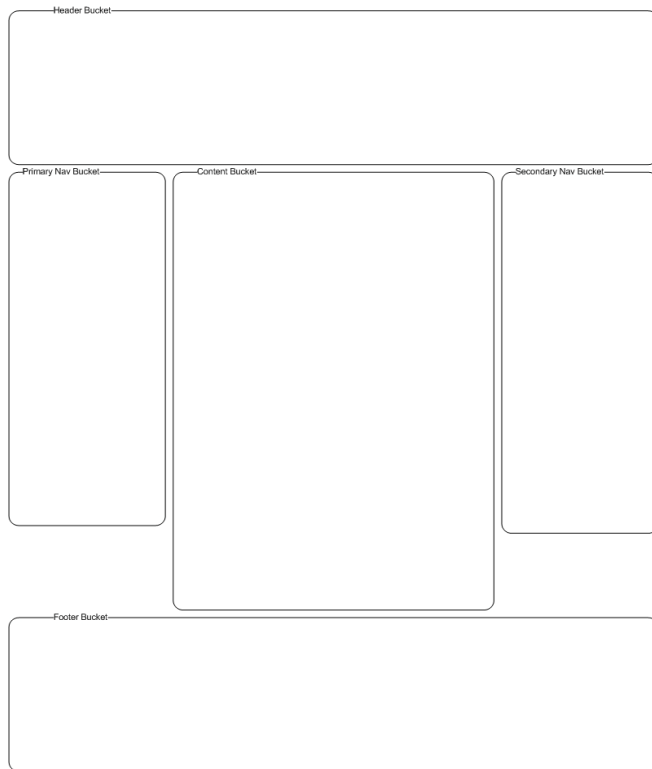 Header Bucket
Primary Nav Bucket
Content Bucket
Secondary Nav Bucket
Footer Bucket